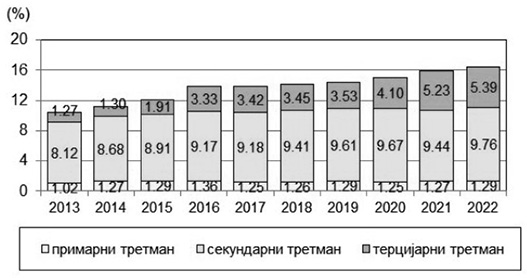 (%)
20
16
12
8
4
0
1.27 1.30 1.91 3.33 3.42 3.45 3.53 4.10 5.23 5.39
8.12 8.68 8.91 9.17 9.18 9.41 9.61 9.67 9.44 9.76
1.02 1.27 1.29 1.36 1.25 1.26 1.29 1.25 1.27 1.29
2013 2014 2015 2016 2017 2018 2019 2020 2021 2022
примарни третман секундарни третман терцијарни третман